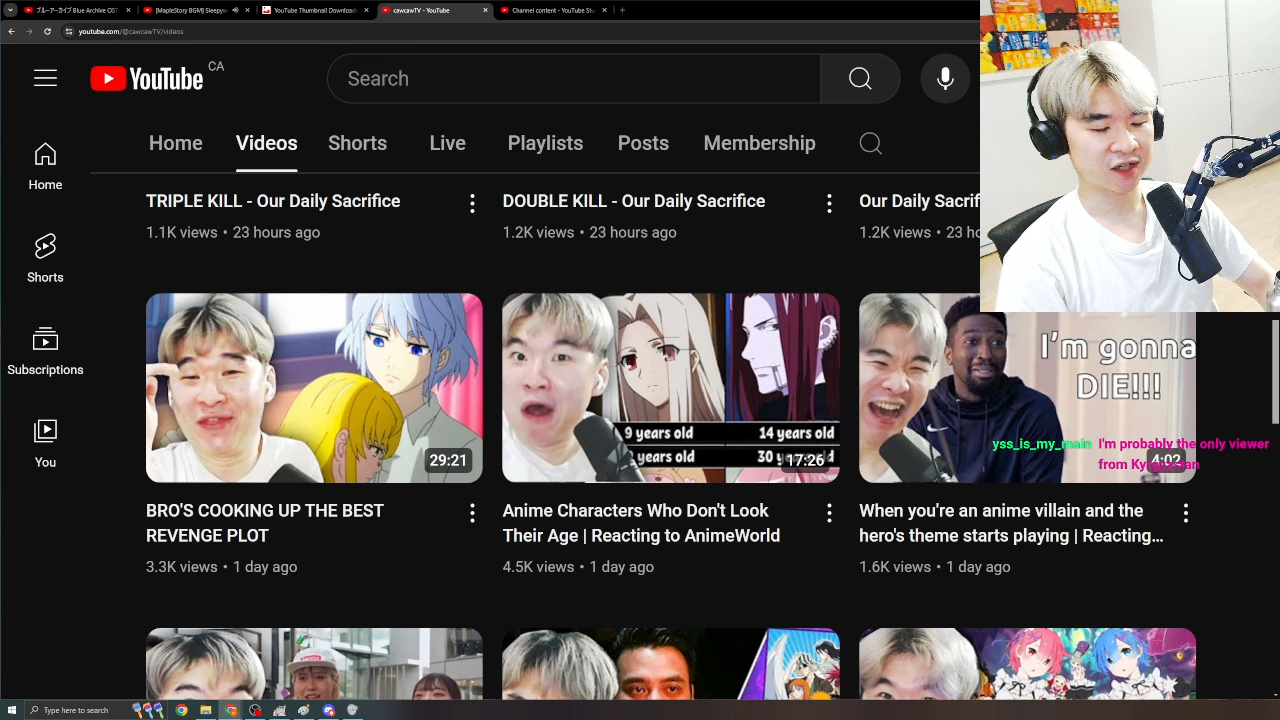 ブルーアーカイブ Blue Archive OST
[MapleStory BGM] Sleepyw
YouTube Thumbnail Download
cawcawTV - YouTube
Channel content - YouTube Stu
youtube.com/@cawcawTV/videos
YouTube CA
Search
Home
Videos
Shorts
Live
Playlists
Posts
Membership
Home
Shorts
Subscriptions
You
TRIPLE KILL - Our Daily Sacrifice
1.1K views • 23 hours ago
DOUBLE KILL - Our Daily Sacrifice
1.2K views • 23 hours ago
Our Daily Sacrif
1.2K views • 23 ho
29:21
9 years old
14 years old
years old
30 y
17:26
I'm gonna
DIE!!!
4:02
yss_is_my_main I'm probably the only viewer
from Kyrgyzstan
BRO'S COOKING UP THE BEST
REVENGE PLOT
3.3K views • 1 day ago
Anime Characters Who Don't Look
Their Age | Reacting to AnimeWorld
4.5K views • 1 day ago
When you're an anime villain and the
hero's theme starts playing | Reacting...
1.6K views • 1 day ago
Type here to search